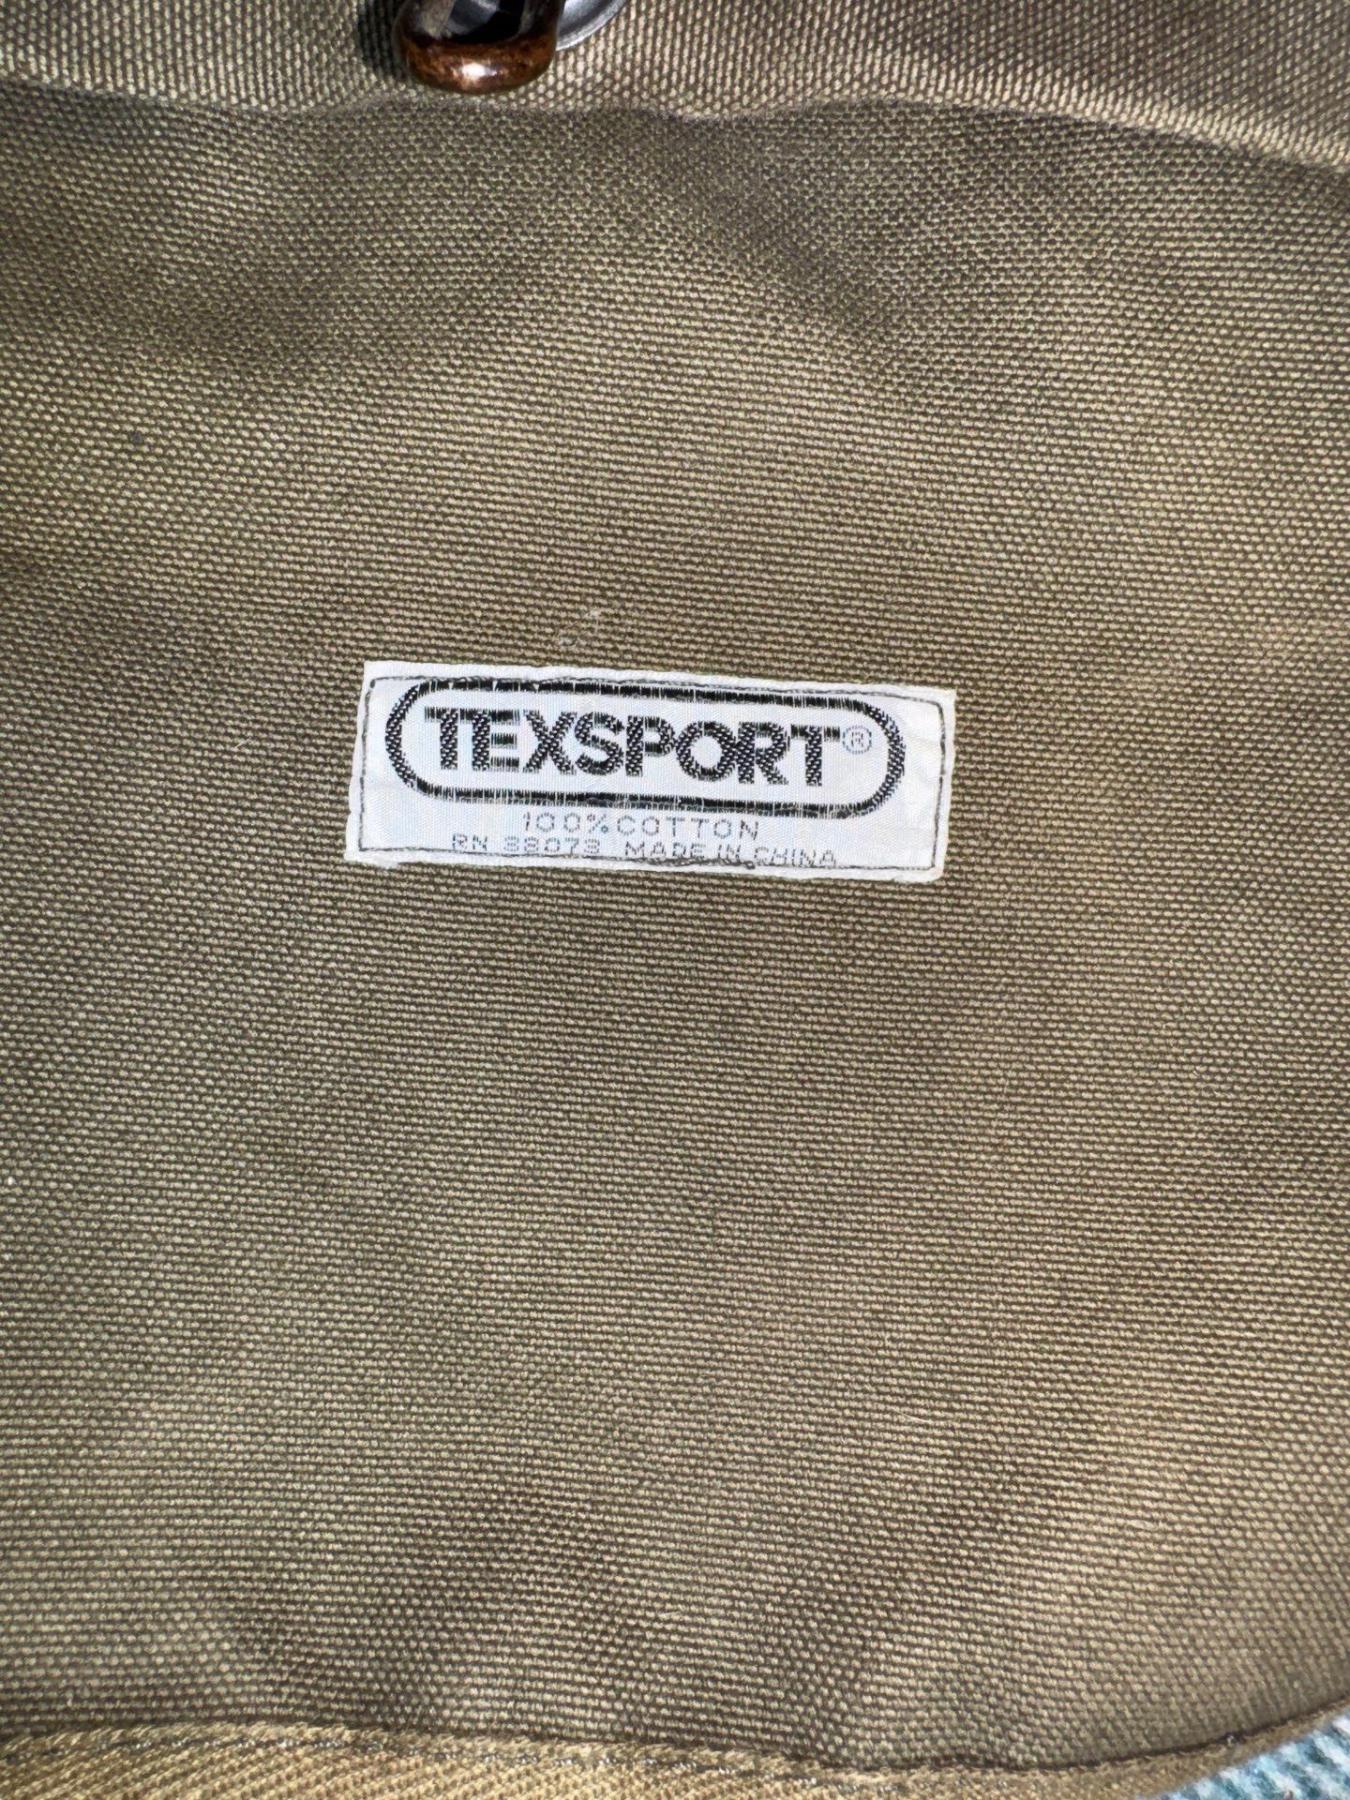 TEXSPORT®
100% COTTON
RN 38073 MADE IN CHINA